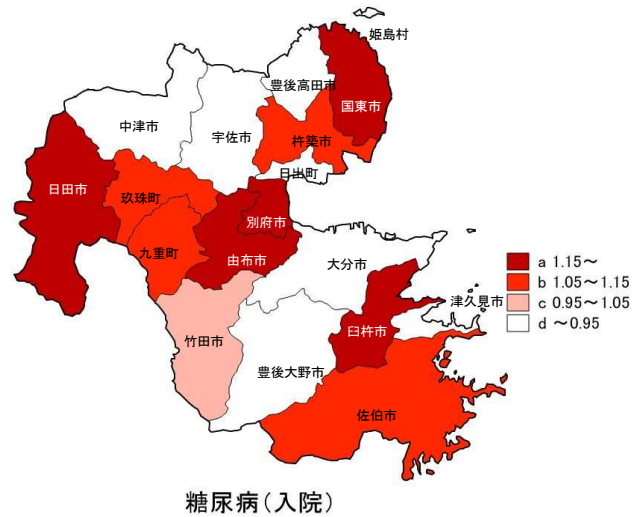 姫島村
豊後高田市
国東市
中津市
宇佐市
杵築市
日出町
日田市
玖珠町
別府市
九重町
由布市
大分市
a 1.15～
b 1.05～1.15
c 0.95～1.05
d ～0.95
津久見市
臼杵市
竹田市
豊後大野市
佐伯市
糖尿病(入院)